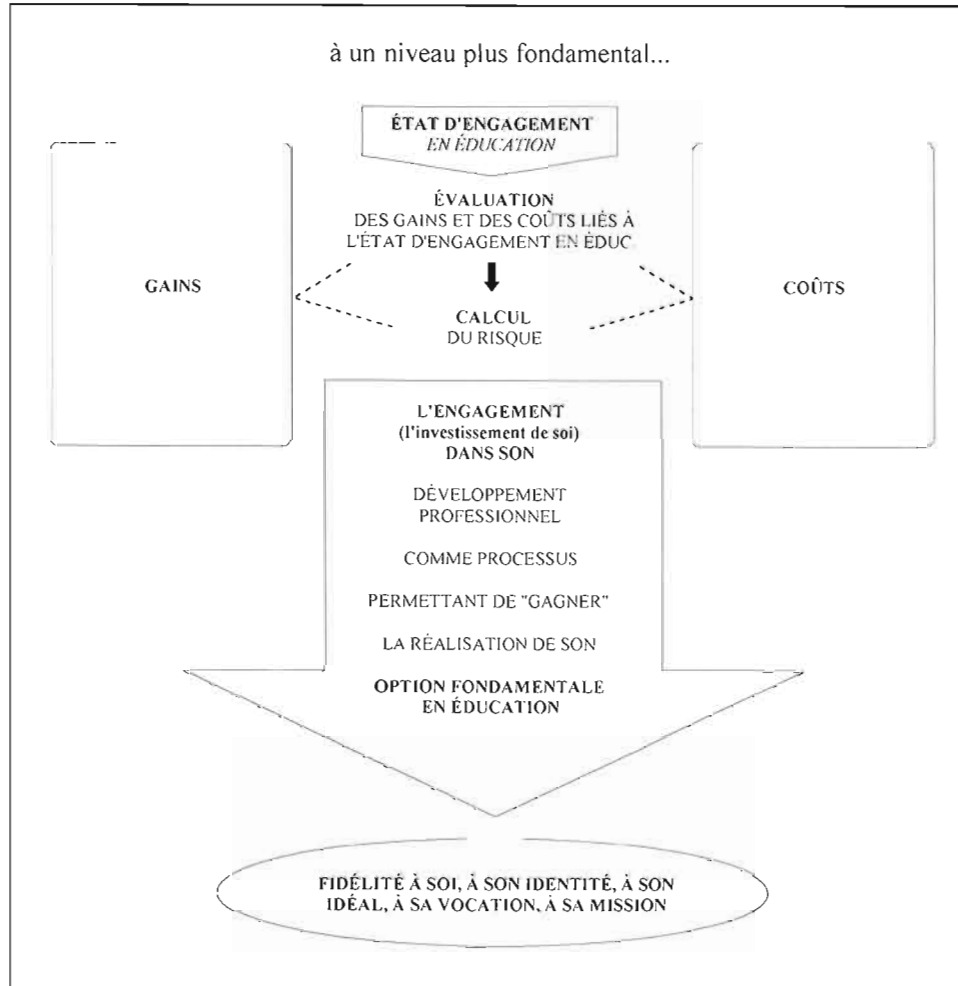 à un niveau plus fondamental...
ÉTAT D'ENGAGEMENT
EN ÉDUCATION
ÉVALUATION
DES GAINS ET DES COÛTS LIÉS À
L'ÉTAT D'ENGAGEMENT EN ÉDUC.
GAINS
COÛTS
CALCUL
DU RISQUE
L'ENGAGEMENT
(l'investissement de soi)
DANS SON
DÉVELOPPEMENT
PROFESSIONNEL
COMME PROCESSUS
PERMETTANT DE "GAGNER"
LA RÉALISATION DE SON
OPTION FONDAMENTALE
EN ÉDUCATION
FIDÉLITÉ À SOI, À SON IDENTITÉ, À SON
IDÉAL, À SA VOCATION, À SA MISSION